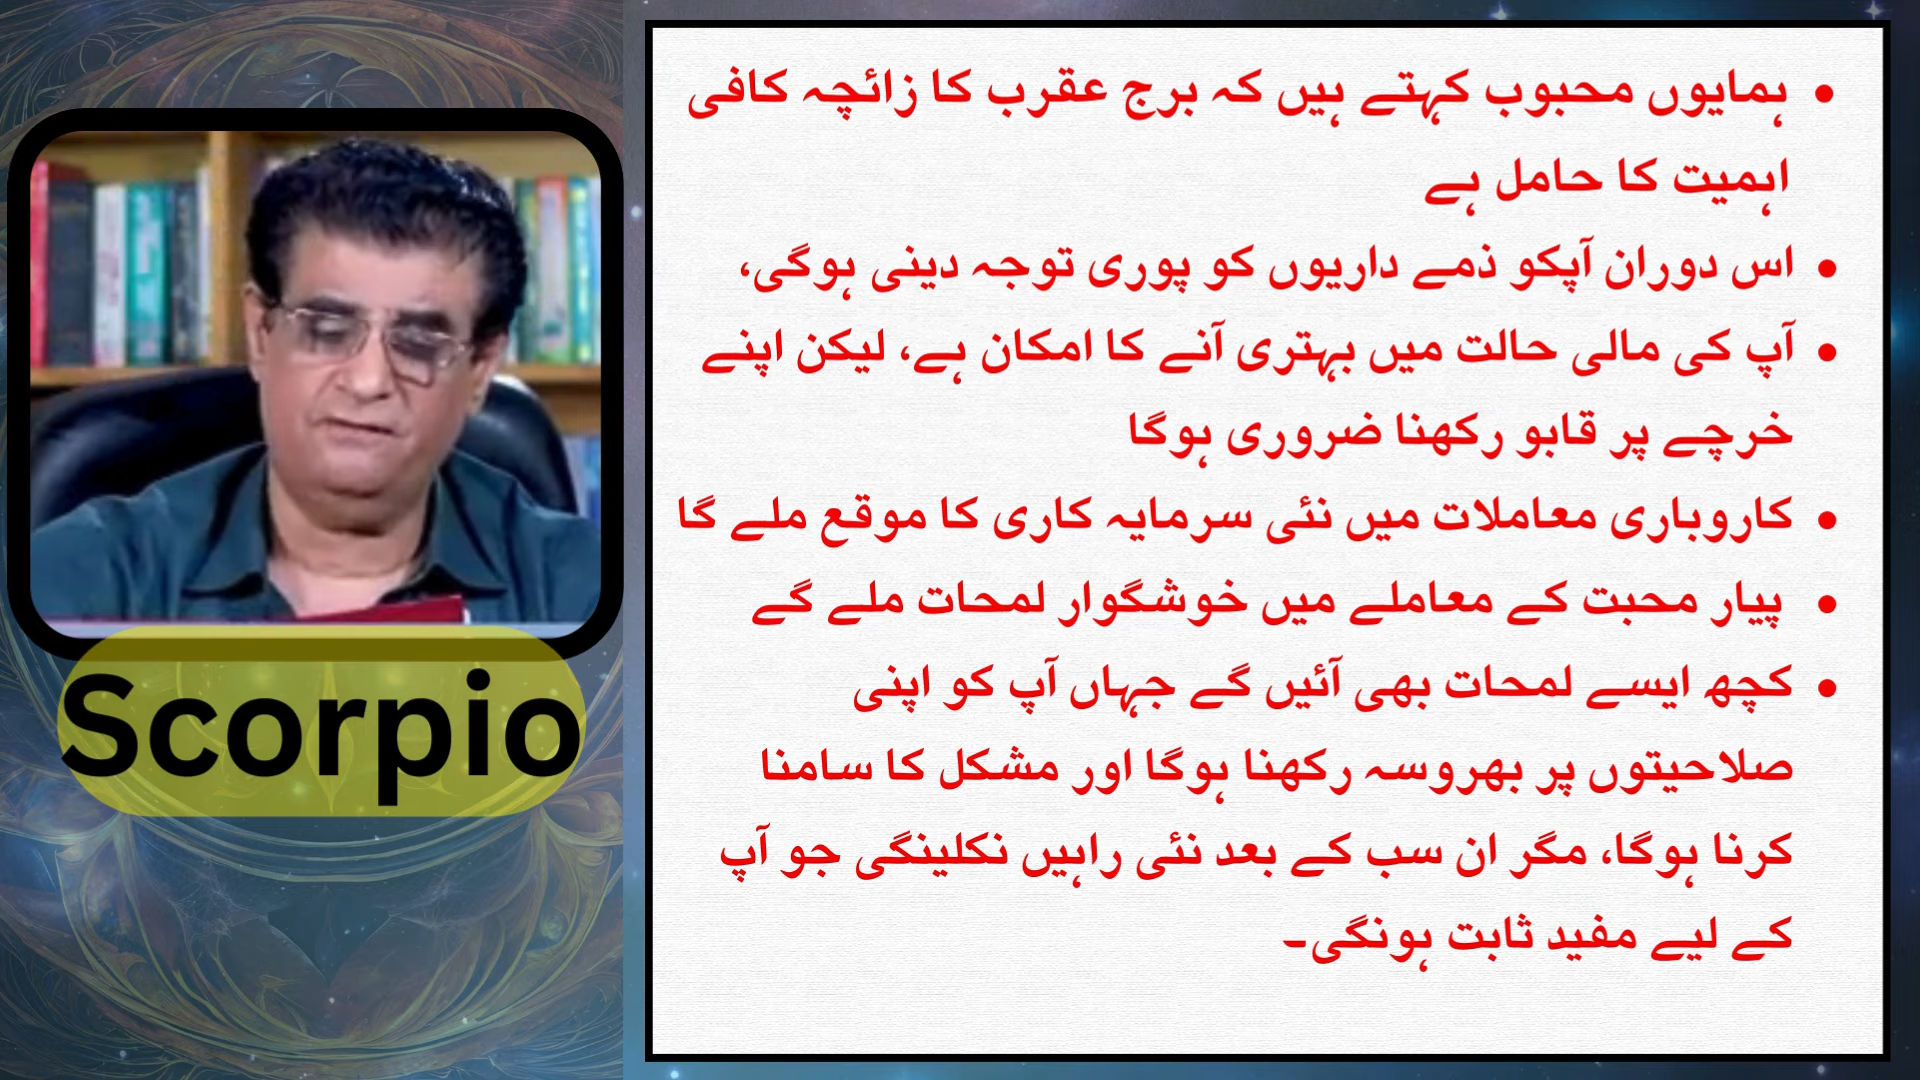 Scorpio
• ہمایوں محبوب کہتے ہیں کہ برج عقرب کا زائچہ کافی
اہمیت کا حامل ہے
• اس دوران آپکو ذمے داریوں کو پوری توجہ دینی ہوگی،
• آپ کی مالی حالت میں بہتری آنے کا امکان ہے، لیکن اپنے
خرچے پر قابو رکھنا ضروری ہوگا
• کاروباری معاملات میں نئی سرمایہ کاری کا موقع ملے گا
• پیار محبت کے معاملے میں خوشگوار لمحات ملے گے
• کچھ ایسے لمحات بھی آئیں گے جہاں آپ کو اپنی
صلاحیتوں پر بھروسہ رکھنا ہوگا اور مشکل کا سامنا
کرنا ہوگا، مگر ان سب کے بعد نئی راہیں نکلینگی جو آپ
کے لیے مفید ثابت ہونگی۔